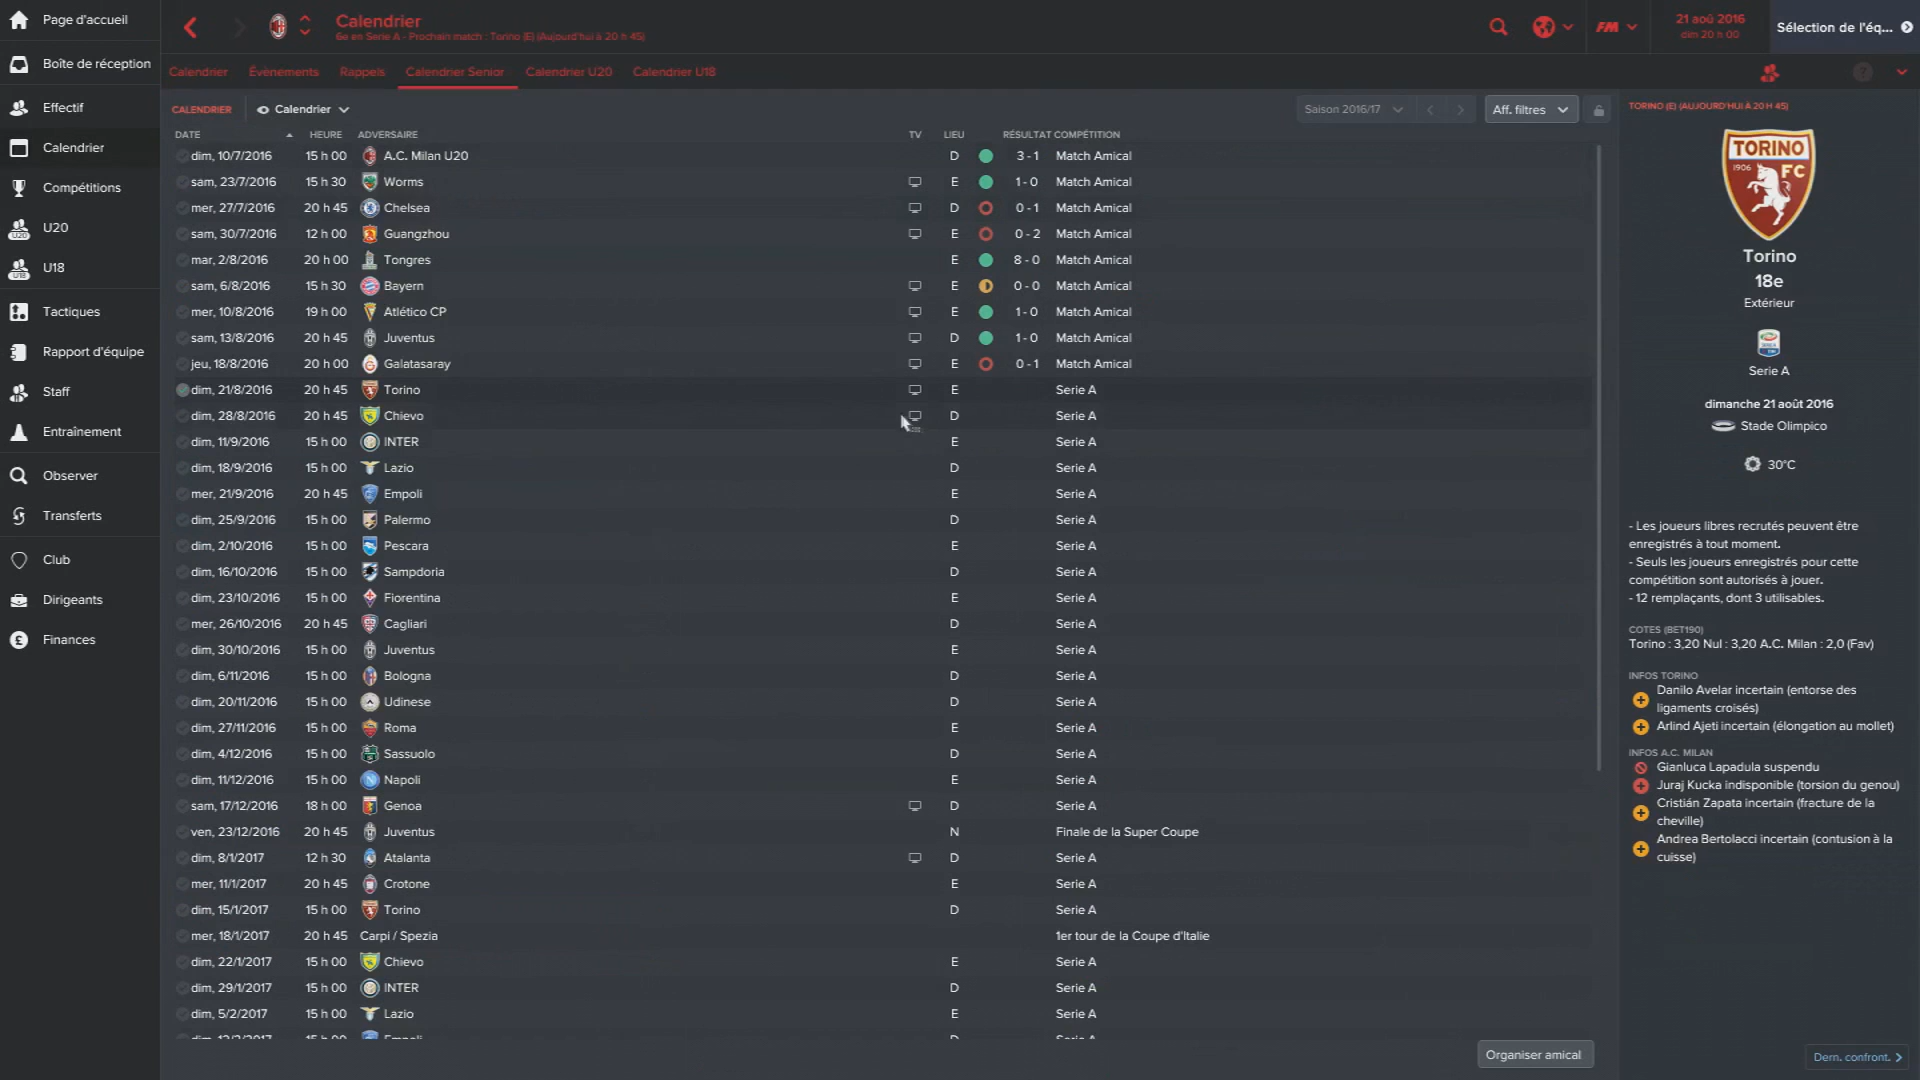 Page d'accueil
Boîte de réception
Effectif
Calendrier
Compétitions
U20
U18
Tactiques
Rapport d'équipe
Staff
Entraînement
Observer
Transferts
Club
Dirigeants
Finances
Calendrier
6e en Serie A - Prochain match : Torino (E) (Aujourd'hui à 20 h 45)
FM
21 aoû 2016
dim 20 h 00
Sélection de l'éq...
Calendrier Évènements Rappels Calendrier Senior Calendrier U20 Calendrier U18
CALENDRIER Calendrier Saison 2016/17 Aff. filtres
DATE HEURE ADVERSAIRE TV LIEU RÉSULTAT COMPÉTITION
dim, 10/7/2016 15 h 00 A.C. Milan U20 D 3 - 1 Match Amical
sam, 23/7/2016 15 h 30 Worms E 1 - 0 Match Amical
mer, 27/7/2016 20 h 45 Chelsea D 0 - 1 Match Amical
sam, 30/7/2016 12 h 00 Guangzhou E 0 - 2 Match Amical
mar, 2/8/2016 20 h 00 Tongres E 8 - 0 Match Amical
sam, 6/8/2016 15 h 30 Bayern E 0 - 0 Match Amical
mer, 10/8/2016 19 h 00 Atlético CP E 1 - 0 Match Amical
sam, 13/8/2016 20 h 45 Juventus D 1 - 0 Match Amical
jeu, 18/8/2016 20 h 00 Galatasaray E 0 - 1 Match Amical
dim, 21/8/2016 20 h 45 Torino E Serie A
dim, 28/8/2016 20 h 45 Chievo D Serie A
dim, 11/9/2016 15 h 00 INTER E Serie A
dim, 18/9/2016 15 h 00 Lazio D Serie A
mer, 21/9/2016 20 h 45 Empoli E Serie A
dim, 25/9/2016 15 h 00 Palermo D Serie A
dim, 2/10/2016 15 h 00 Pescara E Serie A
dim, 16/10/2016 15 h 00 Sampdoria D Serie A
dim, 23/10/2016 15 h 00 Fiorentina E Serie A
mer, 26/10/2016 20 h 45 Cagliari D Serie A
dim, 30/10/2016 15 h 00 Juventus E Serie A
dim, 6/11/2016 15 h 00 Bologna D Serie A
dim, 20/11/2016 15 h 00 Udinese D Serie A
dim, 27/11/2016 15 h 00 Roma E Serie A
dim, 4/12/2016 15 h 00 Sassuolo D Serie A
dim, 11/12/2016 15 h 00 Napoli E Serie A
sam, 17/12/2016 18 h 00 Genoa D Serie A
ven, 23/12/2016 20 h 45 Juventus N Finale de la Super Coupe
dim, 8/1/2017 12 h 30 Atalanta D Serie A
mer, 11/1/2017 20 h 45 Crotone E Serie A
dim, 15/1/2017 15 h 00 Torino D Serie A
mer, 18/1/2017 20 h 45 Carpi / Spezia 1er tour de la Coupe d'Italie
dim, 22/1/2017 15 h 00 Chievo E Serie A
dim, 29/1/2017 15 h 00 INTER D Serie A
dim, 5/2/2017 15 h 00 Lazio E Serie A
Organiser amical
TORINO (E) (AUJOURD'HUI À 20 H 45)
TORINO
1906 FC
Torino
18e
Extérieur
Serie A
dimanche 21 août 2016
Stade Olimpico
30°C
- Les joueurs libres recrutés peuvent être
enregistrés à tout moment.
- Seuls les joueurs enregistrés pour cette
compétition sont autorisés à jouer.
- 12 remplaçants, dont 3 utilisables.
COTES (BET190)
Torino : 3,20 Nul : 3,20 A.C. Milan : 2,0 (Fav)
INFOS TORINO
Danilo Avelar incertain (entorse des
ligaments croisés)
Arlind Ajeti incertain (élongation au mollet)
INFOS A.C. MILAN
Gianluca Lapadula suspendu
Juraj Kucka indisponible (torsion du genou)
Cristián Zapata incertain (fracture de la
cheville)
Andrea Bertolacci incertain (contusion à la
cuisse)
Dern. confront.